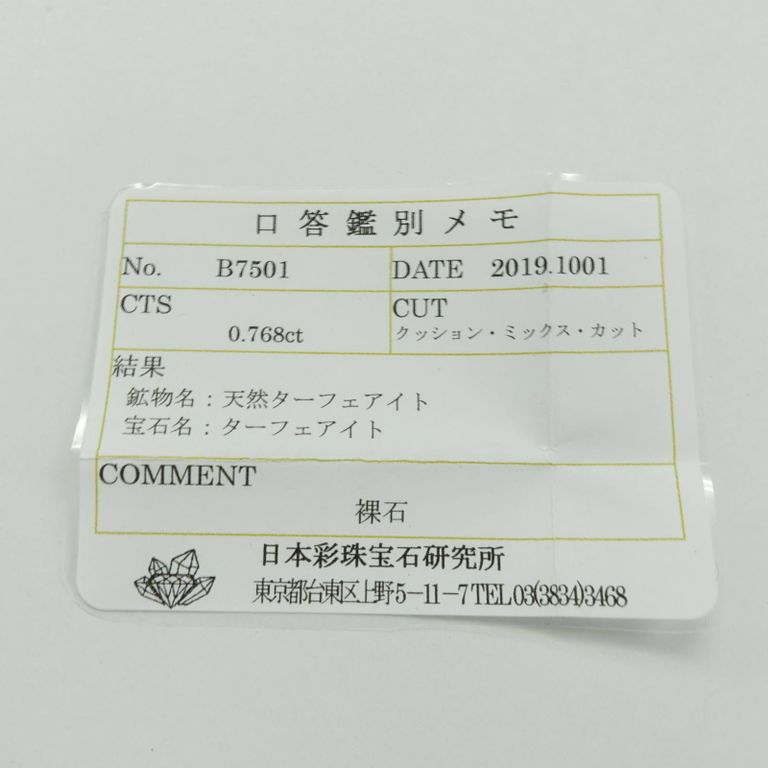 口答鑑別メモ
No. B7501 DATE 2019.1001
CTS CUT
0.768ct クッション・ミックス・カット
結果
鉱物名：天然ターフェアイト
宝石名：ターフェアイト
COMMENT
裸石
日本彩珠宝石研究所
東京都台東区上野5－11－7TEL03(3834)3468